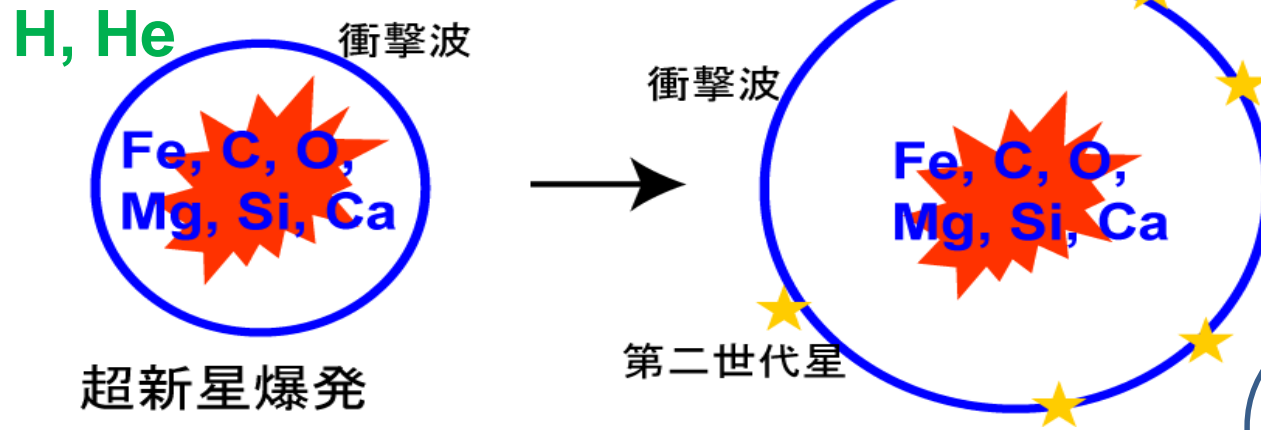 H, He
衝撃波
Fe, C, O,
Mg, Si, Ca
超新星爆発
衝撃波
Fe, C, O,
Mg, Si, Ca
第二世代星